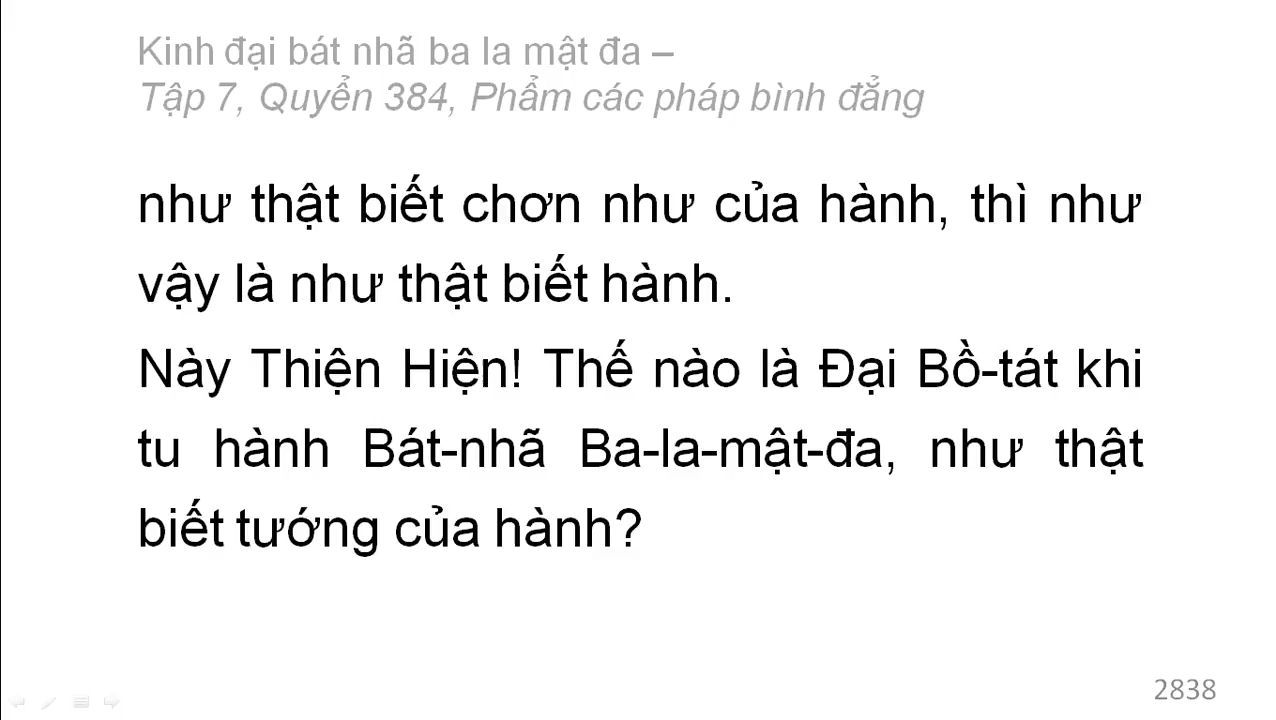 Kinh đại bát nhã ba la mật đa –
Tập 7, Quyển 384, Phẩm các pháp bình đẳng
như thật biết chơn như của hành, thì như
vậy là như thật biết hành.
Này Thiện Hiện! Thế nào là Đại Bồ-tát khi
tu hành Bát-nhã Ba-la-mật-đa, như thật
biết tướng của hành?
2838